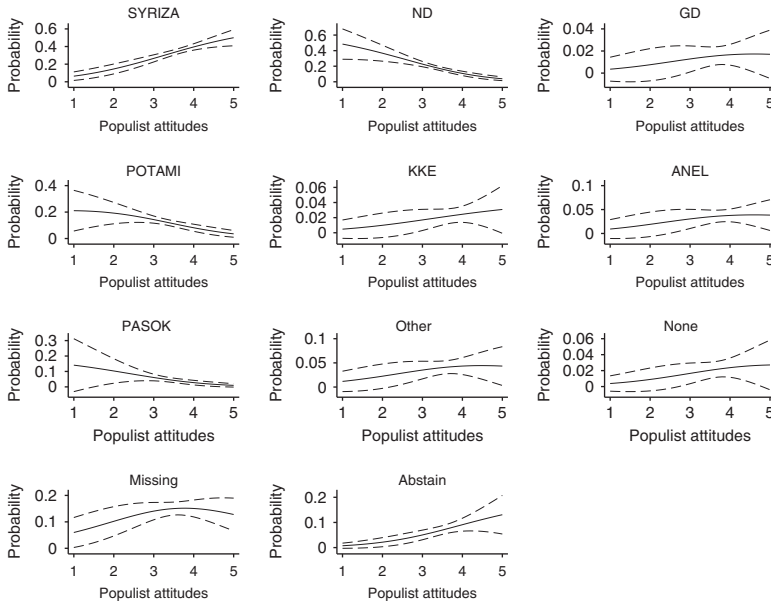 SYRIZA
Probability
0.6
0.4
0.2
0
1 2 3 4 5
Populist attitudes
ND
Probability
0.6
0.4
0.2
0
1 2 3 4 5
Populist attitudes
GD
Probability
0.04
0.02
0
1 2 3 4 5
Populist attitudes
POTAMI
Probability
0.4
0.2
0
1 2 3 4 5
Populist attitudes
KKE
Probability
0.06
0.04
0.02
0
1 2 3 4 5
Populist attitudes
ANEL
Probability
0.1
0.05
0
1 2 3 4 5
Populist attitudes
PASOK
Probability
0.3
0.2
0.1
0
1 2 3 4 5
Populist attitudes
Other
Probability
0.1
0.05
0
1 2 3 4 5
Populist attitudes
None
Probability
0.06
0.04
0.02
0
1 2 3 4 5
Populist attitudes
Missing
Probability
0.2
0.1
0
1 2 3 4 5
Populist attitudes
Abstain
Probability
0.2
0.1
0
1 2 3 4 5
Populist attitudes